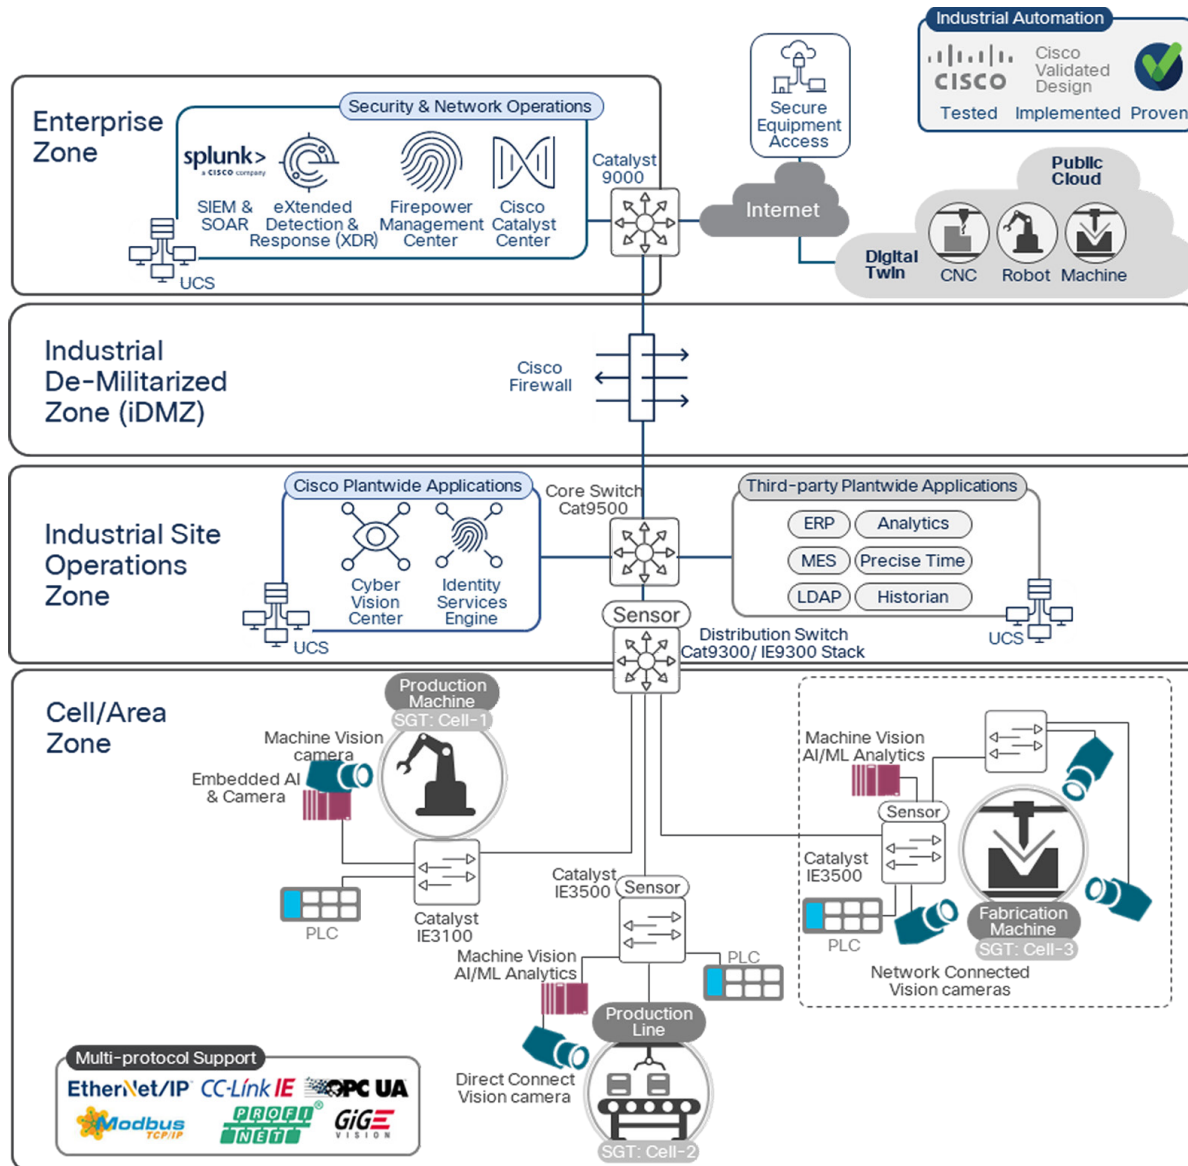 Industrial Automation
CISCO
Cisco
Validated
Design
Tested
Implemented
Proven
Enterprise
Zone
Security & Network Operations
splunk>
a CISCO company
SIEM &
SOAR
eXtended
Detection &
Response (XDR)
Firepower
Management
Center
Cisco
Catalyst
Center
UCS
Catalyst
9000
Secure
Equipment
Access
Internet
Public
Cloud
Digital
Twin
CNC
Robot
Machine
Industrial
De-Militarized
Zone (iDMZ)
Cisco
Firewall
Industrial Site
Operations
Zone
Cisco Plantwide Applications
Cyber
Vision
Center
Identity
Services
Engine
UCS
Core Switch
Cat9500
Third-party Plantwide Applications
ERP
Analytics
MES
Precise Time
LDAP
Historian
UCS
Sensor
Distribution Switch
Cat9300/ IE9300 Stack
Cell/Area
Zone
Production
Machine
SGT: Cell-1
Machine Vision
camera
Embedded AI
& Camera
PLC
Catalyst
IE3100
Catalyst
IE3500
Sensor
Machine Vision
AI/ML Analytics
PLC
Production
Line
Direct Connect
Vision camera
SGT: Cell-2
Machine Vision
AI/ML Analytics
Sensor
Catalyst
IE3500
PLC
Fabrication
Machine
SGT: Cell-3
Network Connected
Vision cameras
Multi-protocol Support
EtherNet/IP
CC-Link IE
OPC UA
Modbus
TCP/IP
PROFI
NET
®
GiGE
VISION